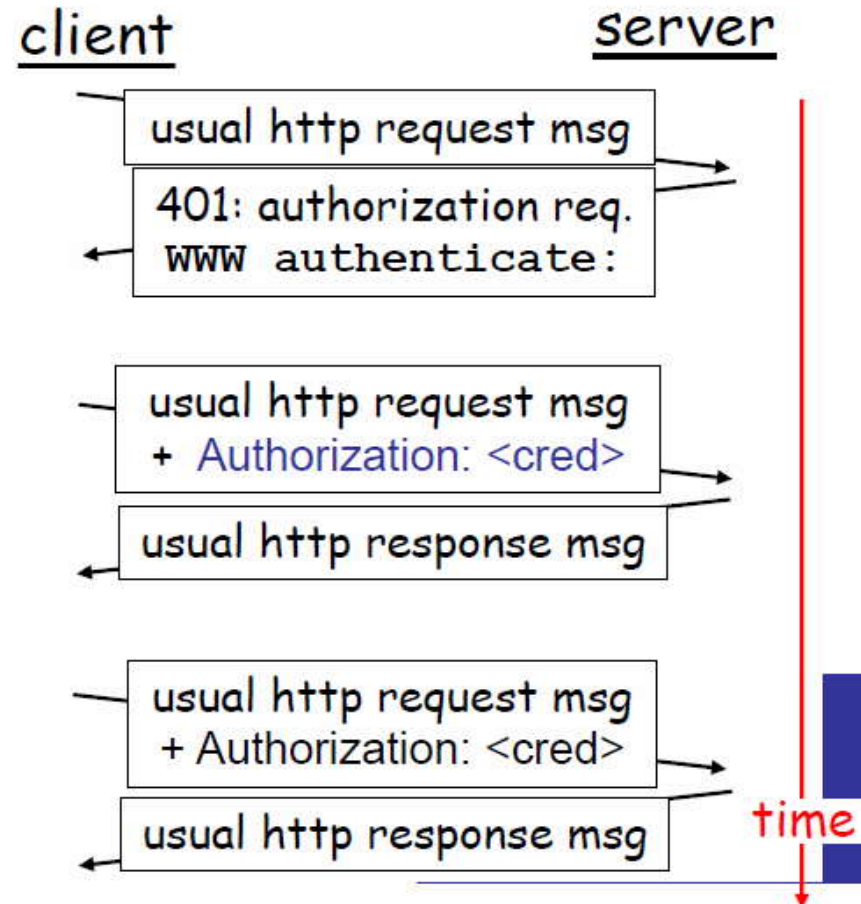 client
server
usual http request msg
401: authorization req.
WWW authenticate:
usual http request msg
+ Authorization: <cred>
usual http response msg
usual http request msg
+ Authorization: <cred>
usual http response msg
time